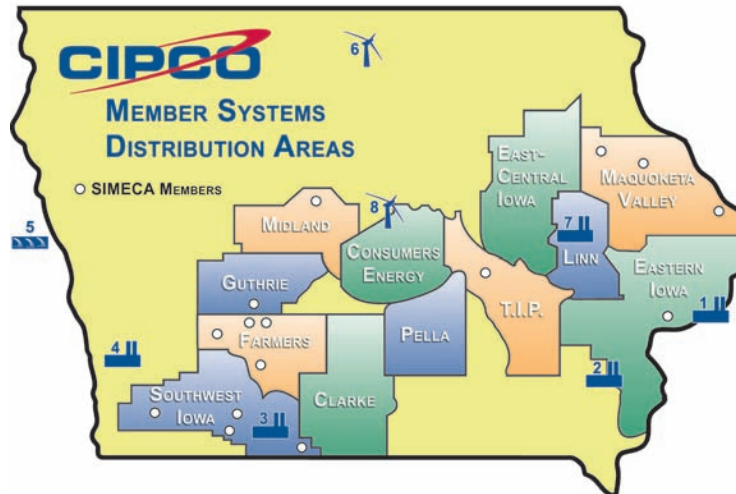 6
CIPCO
MEMBER SYSTEMS
DISTRIBUTION AREAS
SIMECA MEMBERS
EAST-
CENTRAL
IOWA
MAQUOKETA
VALLEY
5
MIDLAND
8
CONSUMERS
ENERGY
7
LINN
EASTERN
IOWA
GUTHRIE
1
T.I.P.
FARMERS
PELLA
4
2
SOUTHWEST
IOWA
CLARKE
3